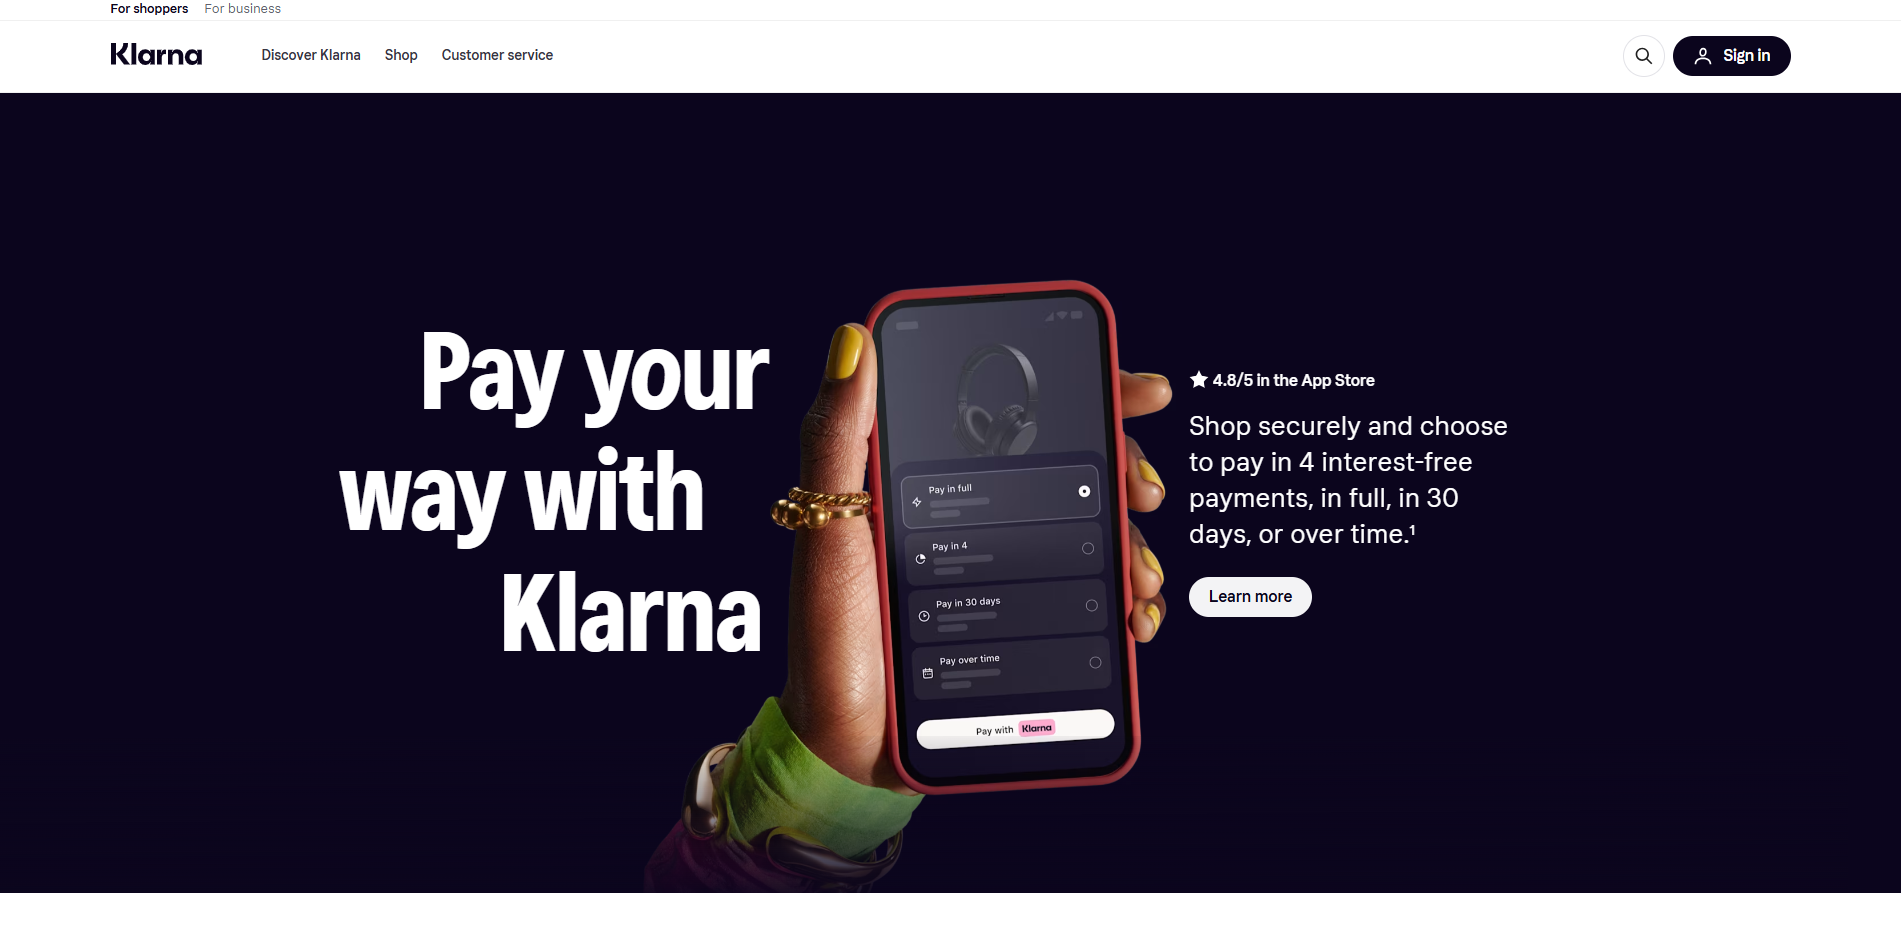 For shoppers For business
Klarna Discover Klarna Shop Customer service Sign in
Pay your
way with
Klarna
Pay in full
Pay in 4
Pay in 30 days
Pay over time
Pay with Klarna
4.8/5 in the App Store
Shop securely and choose
to pay in 4 interest-free
payments, in full, in 30
days, or over time.¹
Learn more